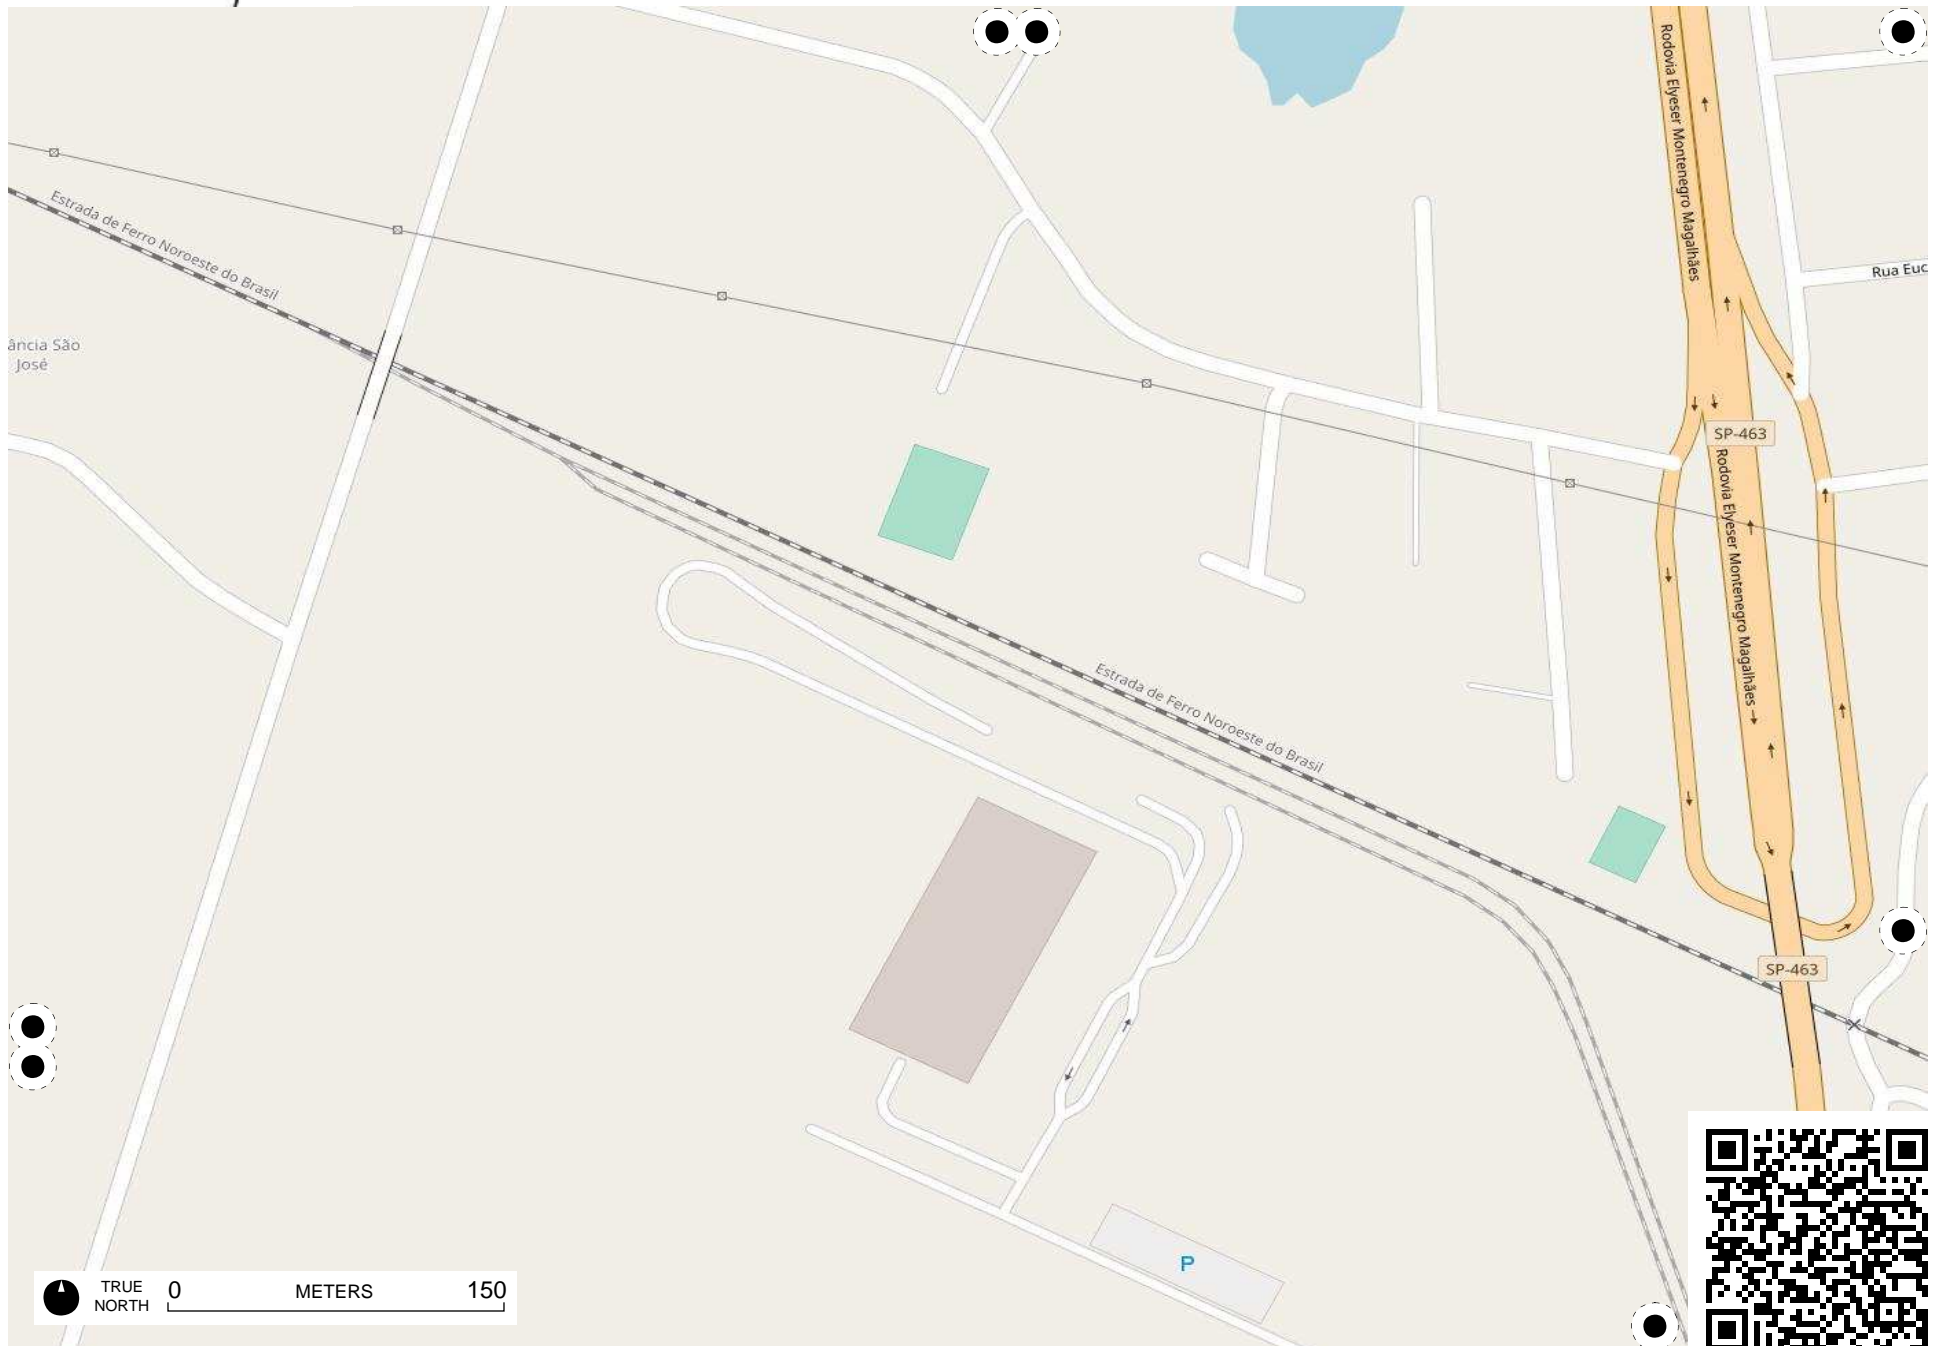 Rodovia Elyeser Montenegro Magalhães
Estrada de Ferro Noroeste do Brasil
Rua Euc
ância São
José
SP-463
Rodovia Elyeser Montenegro Magalhães
Estrada de Ferro Noroeste do Brasil
SP-463
P
TRUE
NORTH
0 METERS 150